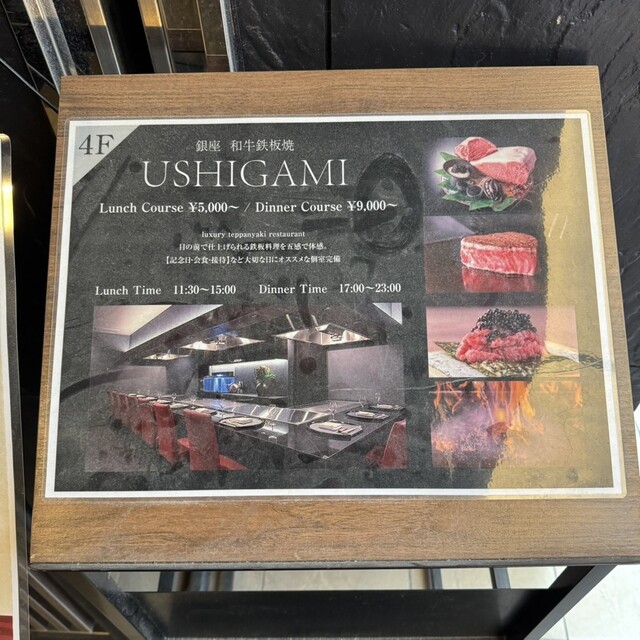 4F
銀座 和牛鉄板焼
USHIGAMI
Lunch Course ¥5,000～ / Dinner Course ¥9,000～
luxury teppanyaki restaurant
目の前で仕上げられる鉄板料理を五感で体感。
【記念日・会食・接待】など大切な日にオススメな個室完備
Lunch Time 11:30～15:00 Dinner Time 17:00～23:00